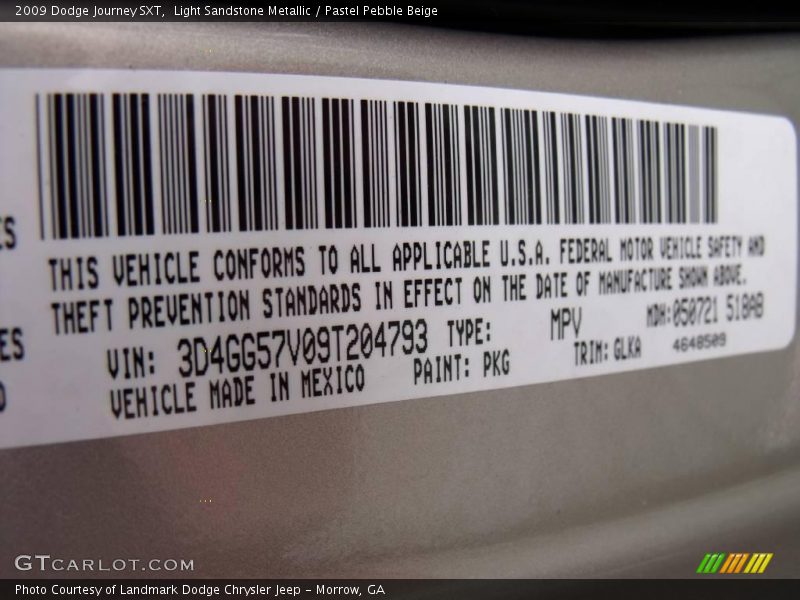 2009 Dodge Journey SXT,  Light Sandstone Metallic / Pastel Pebble Beige
THIS VEHICLE CONFORMS TO ALL APPLICABLE U.S.A. FEDERAL MOTOR VEHICLE SAFETY AND
THEFT PREVENTION STANDARDS IN EFFECT ON THE DATE OF MANUFACTURE SHOWN ABOVE.
VIN: 3D4GG57V09T204793 TYPE: MPV MDH:050721 518AB
VEHICLE MADE IN MEXICO PAINT: PKG TRIM: GLKA 4648509
GTCARLOT.COM
Photo Courtesy of Landmark Dodge Chrysler Jeep - Morrow, GA